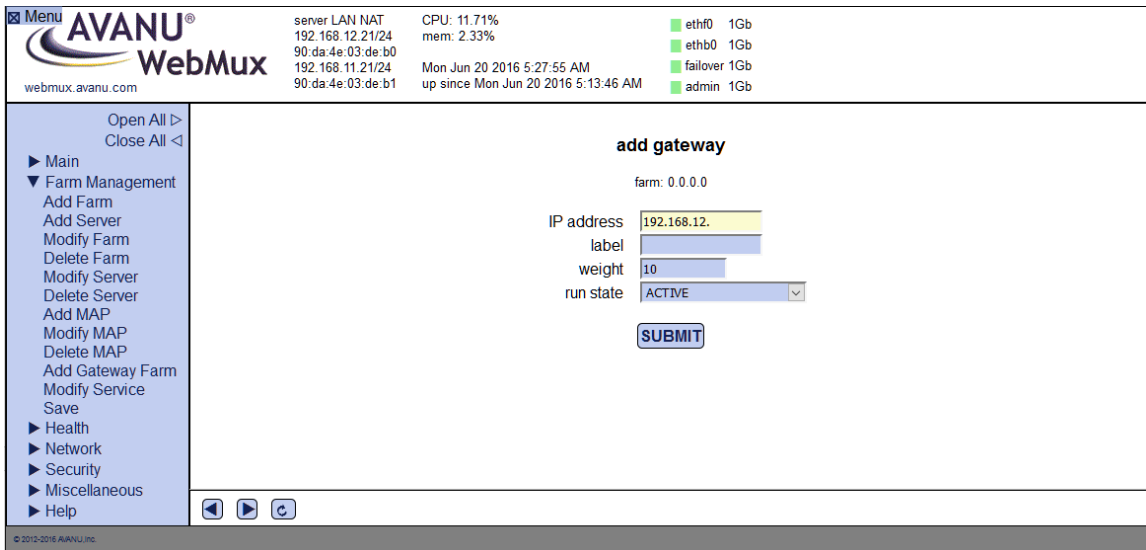 Menu
AVANU®
WebMux
webmux.avanu.com
server LAN NAT
192.168.12.21/24
90:da:4e:03:de:b0
192.168.11.21/24
90:da:4e:03:de:b1
CPU: 11.71%
mem: 2.33%
Mon Jun 20 2016 5:27:55 AM
up since Mon Jun 20 2016 5:13:46 AM
ethf0 1Gb
ethb0 1Gb
failover 1Gb
admin 1Gb
Open All
Close All
Main
Farm Management
Add Farm
Add Server
Modify Farm
Delete Farm
Modify Server
Delete Server
Add MAP
Modify MAP
Delete MAP
Add Gateway Farm
Modify Service
Save
Health
Network
Security
Miscellaneous
Help
add gateway
farm: 0.0.0.0
IP address 192.168.12.
label
weight 10
run state ACTIVE
SUBMIT
© 2012-2016 AVANU,Inc.